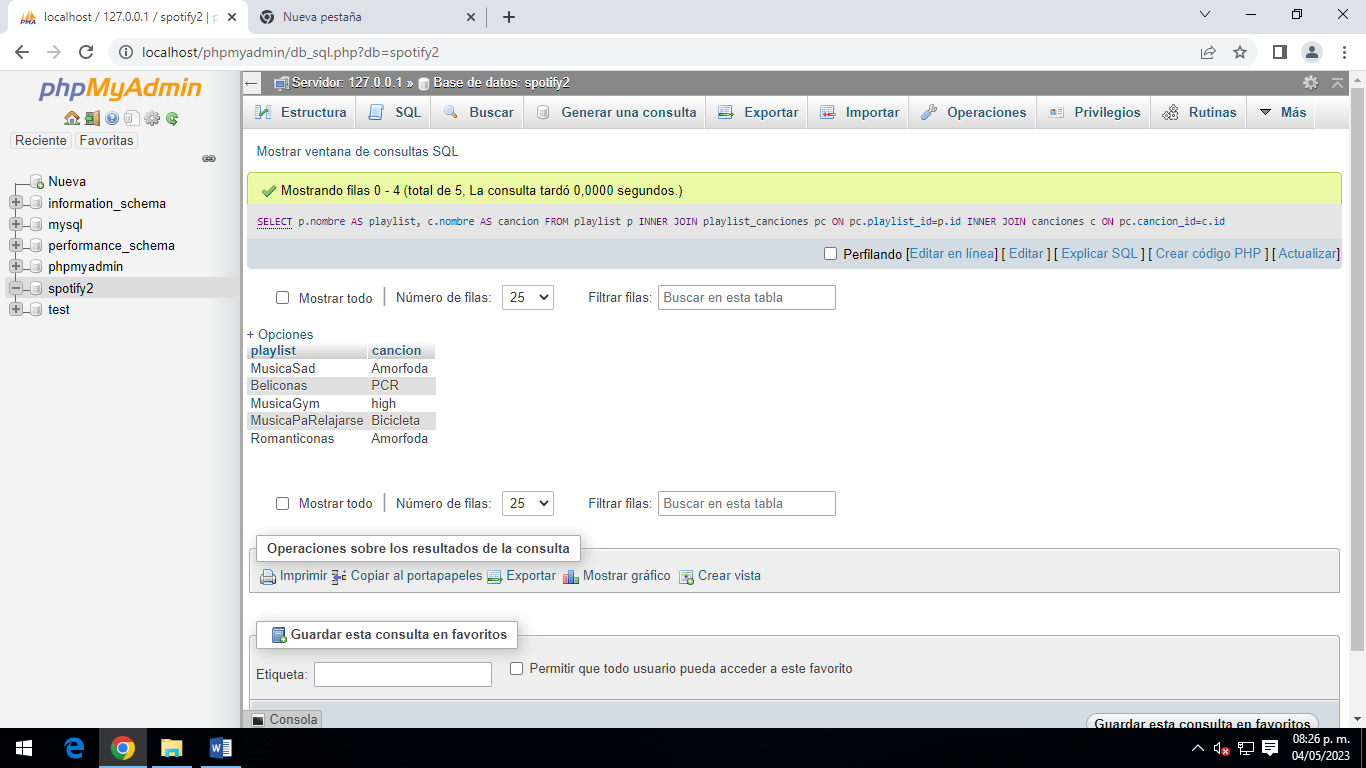 localhost / 127.0.0.1 / spotify2 | p
Nueva pestaña
localhost/phpmyadmin/db_sql.php?db=spotify2
phpMyAdmin
Reciente Favoritas
Nueva
information_schema
mysql
performance_schema
phpmyadmin
spotify2
test
Servidor: 127.0.0.1 » Base de datos: spotify2
Estructura SQL Buscar Generar una consulta Exportar Importar Operaciones Privilegios Rutinas Más
Mostrar ventana de consultas SQL
Mostrando filas 0 - 4 (total de 5, La consulta tardó 0,0000 segundos.)
SELECT p.nombre AS playlist, c.nombre AS cancion FROM playlist p INNER JOIN playlist_canciones pc ON pc.playlist_id=p.id INNER JOIN canciones c ON pc.cancion_id=c.id
Perfilando [Editar en línea] [ Editar ] [ Explicar SQL ] [ Crear código PHP ] [ Actualizar]
Mostrar todo | Número de filas: 25 Filtrar filas: Buscar en esta tabla
+ Opciones
playlist cancion
MusicaSad Amorfoda
Beliconas PCR
MusicaGym high
MusicaPaRelajarse Bicicleta
Romanticonas Amorfoda
Mostrar todo | Número de filas: 25 Filtrar filas: Buscar en esta tabla
Operaciones sobre los resultados de la consulta
Imprimir Copiar al portapapeles Exportar Mostrar gráfico Crear vista
Guardar esta consulta en favoritos
Etiqueta: Permitir que todo usuario pueda acceder a este favorito
Consola
Guardar esta consulta en favoritos
08:26 p. m.
04/05/2023